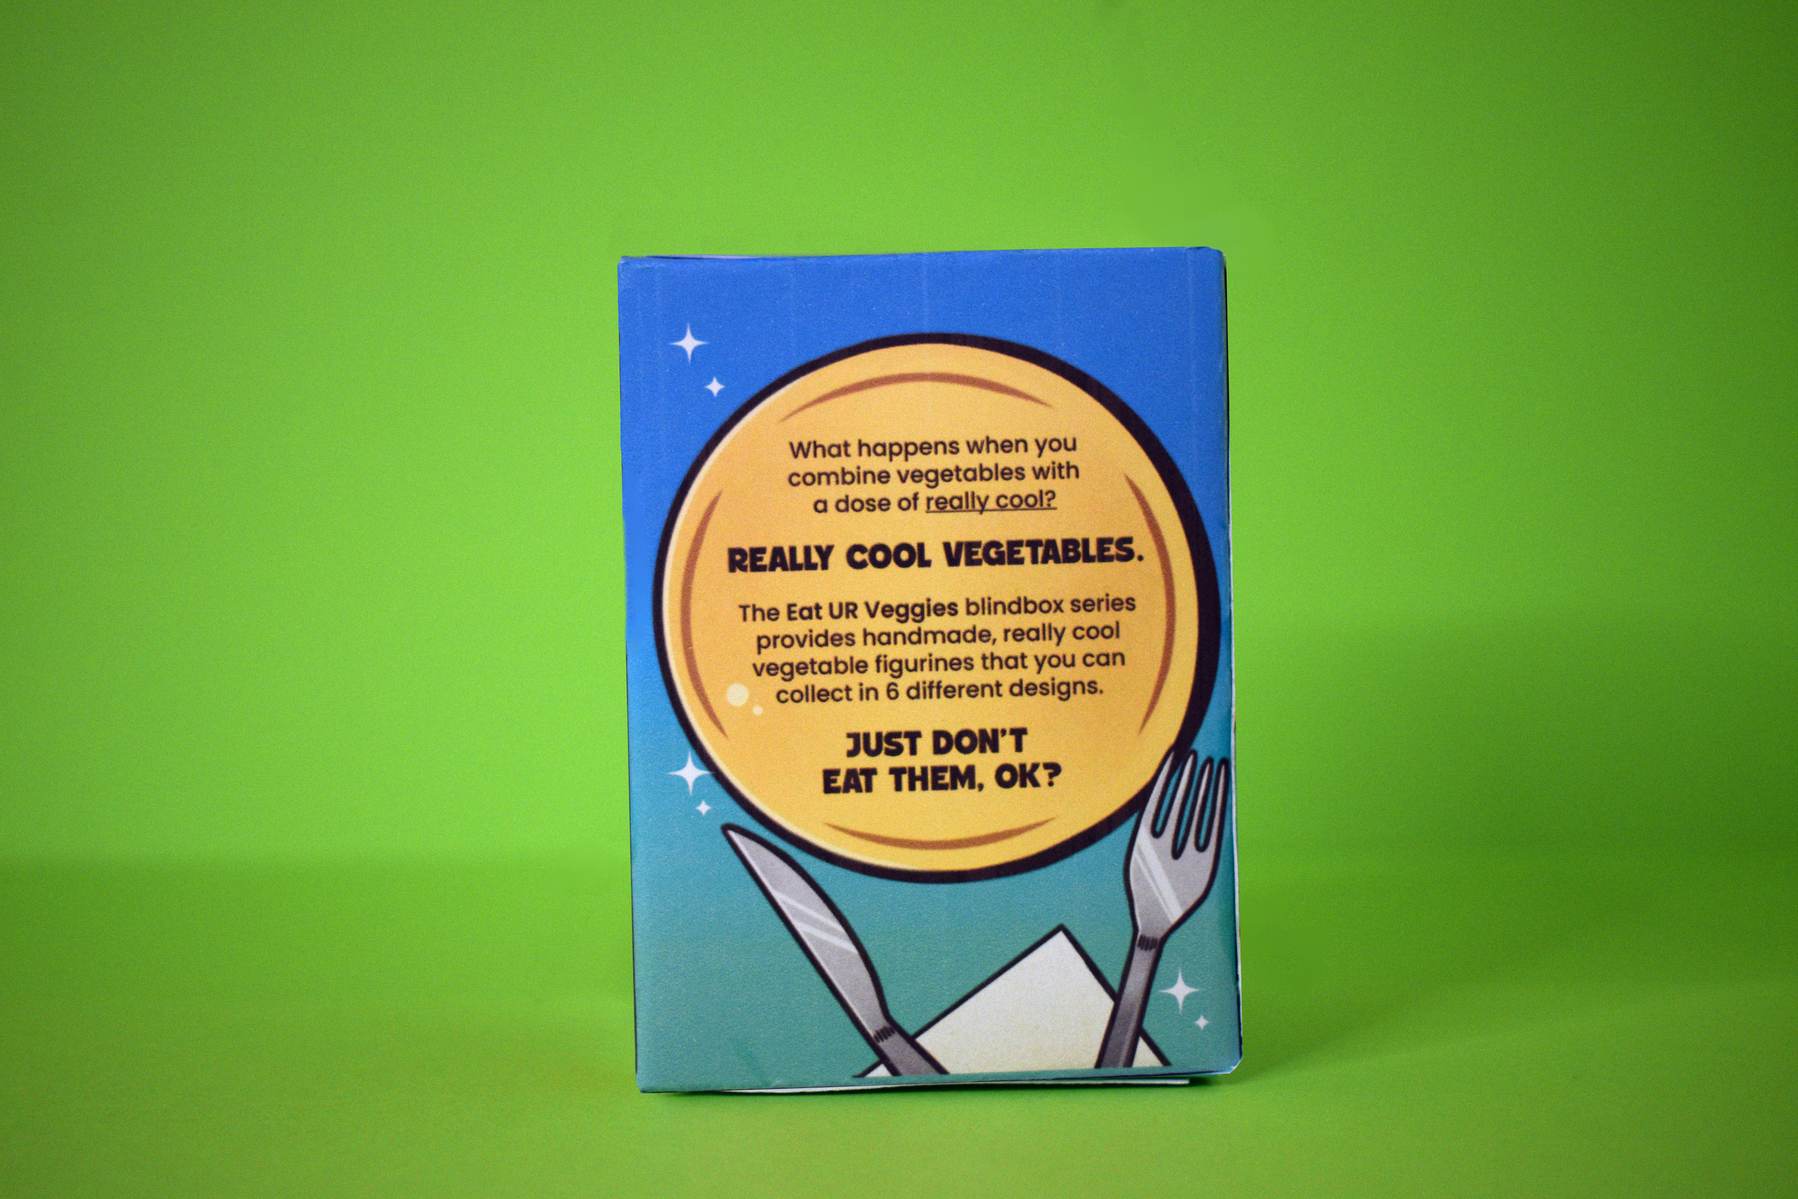 What happens when you
combine vegetables with
a dose of really cool?
REALLY COOL VEGETABLES.
The Eat UR Veggies blindbox series
provides handmade, really cool
vegetable figurines that you can
collect in 6 different designs.
JUST DON'T
EAT THEM, OK?